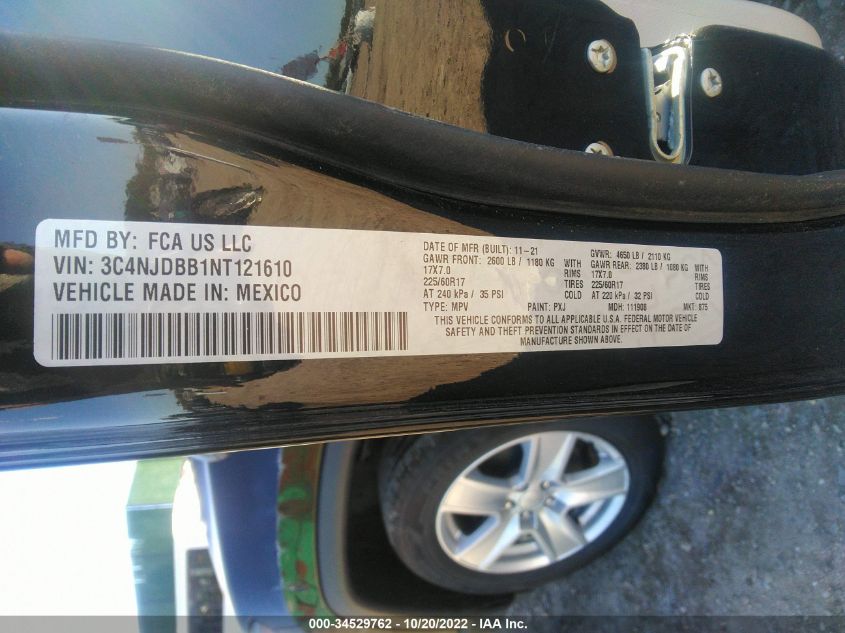 MFD BY: FCA US LLC
VIN: 3C4NJDBB1NT121610
VEHICLE MADE IN: MEXICO
DATE OF MFR (BUILT): 11-21 GVWR: 4650 LB / 2110 KG
GAWR FRONT: 2600 LB / 1180 KG WITH GAWR REAR: 2380 LB / 1080 KG WITH
17X7.0 RIMS 17X7.0 RIMS
225/60R17 TIRES 225/60R17 TIRES
AT 240 kPa / 35 PSI COLD AT 220 kPa / 32 PSI COLD
TYPE: MPV PAINT: PXJ MDH: 111908 MKT: 875
THIS VEHICLE CONFORMS TO ALL APPLICABLE U.S.A. FEDERAL MOTOR VEHICLE
SAFETY AND THEFT PREVENTION STANDARDS IN EFFECT ON THE DATE OF
MANUFACTURE SHOWN ABOVE.
000-34529762 - 10/20/2022 - IAA Inc.